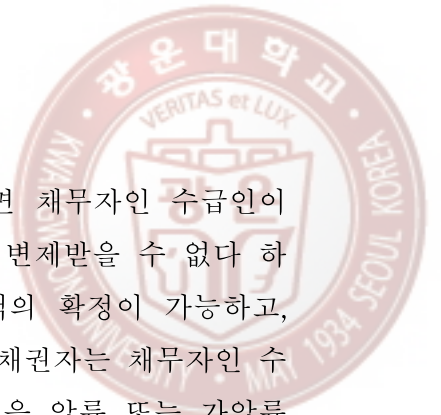 광운대학교
VERITAS et LUX
KWANGWOON UNIVERSITY · MAY 1934 SEOUL KOREA
면 채무자인 수급인이
변제받을 수 없다 하
의 확정이 가능하고,
채권자는 채무자인 수
압류 또는 가압류